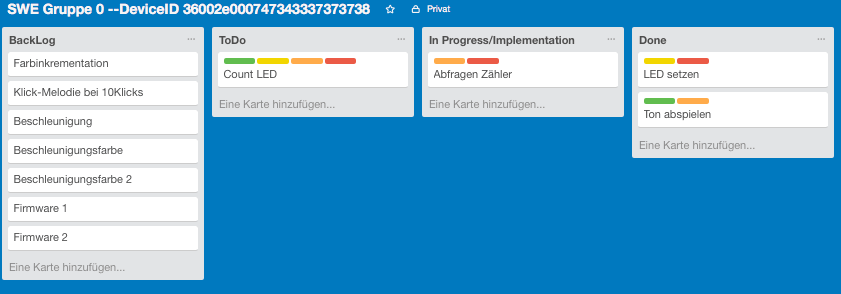 SWE Gruppe 0 --DeviceID 36002e000747343337373738
Privat
BackLog
Farbinkrementation
Klick-Melodie bei 10Klicks
Beschleunigung
Beschleunigungsfarbe
Beschleunigungsfarbe 2
Firmware 1
Firmware 2
Eine Karte hinzufügen...
ToDo
Count LED
Eine Karte hinzufügen...
In Progress/Implementation
Abfragen Zähler
Eine Karte hinzufügen...
Done
LED setzen
Ton abspielen
Eine Karte hinzufügen...